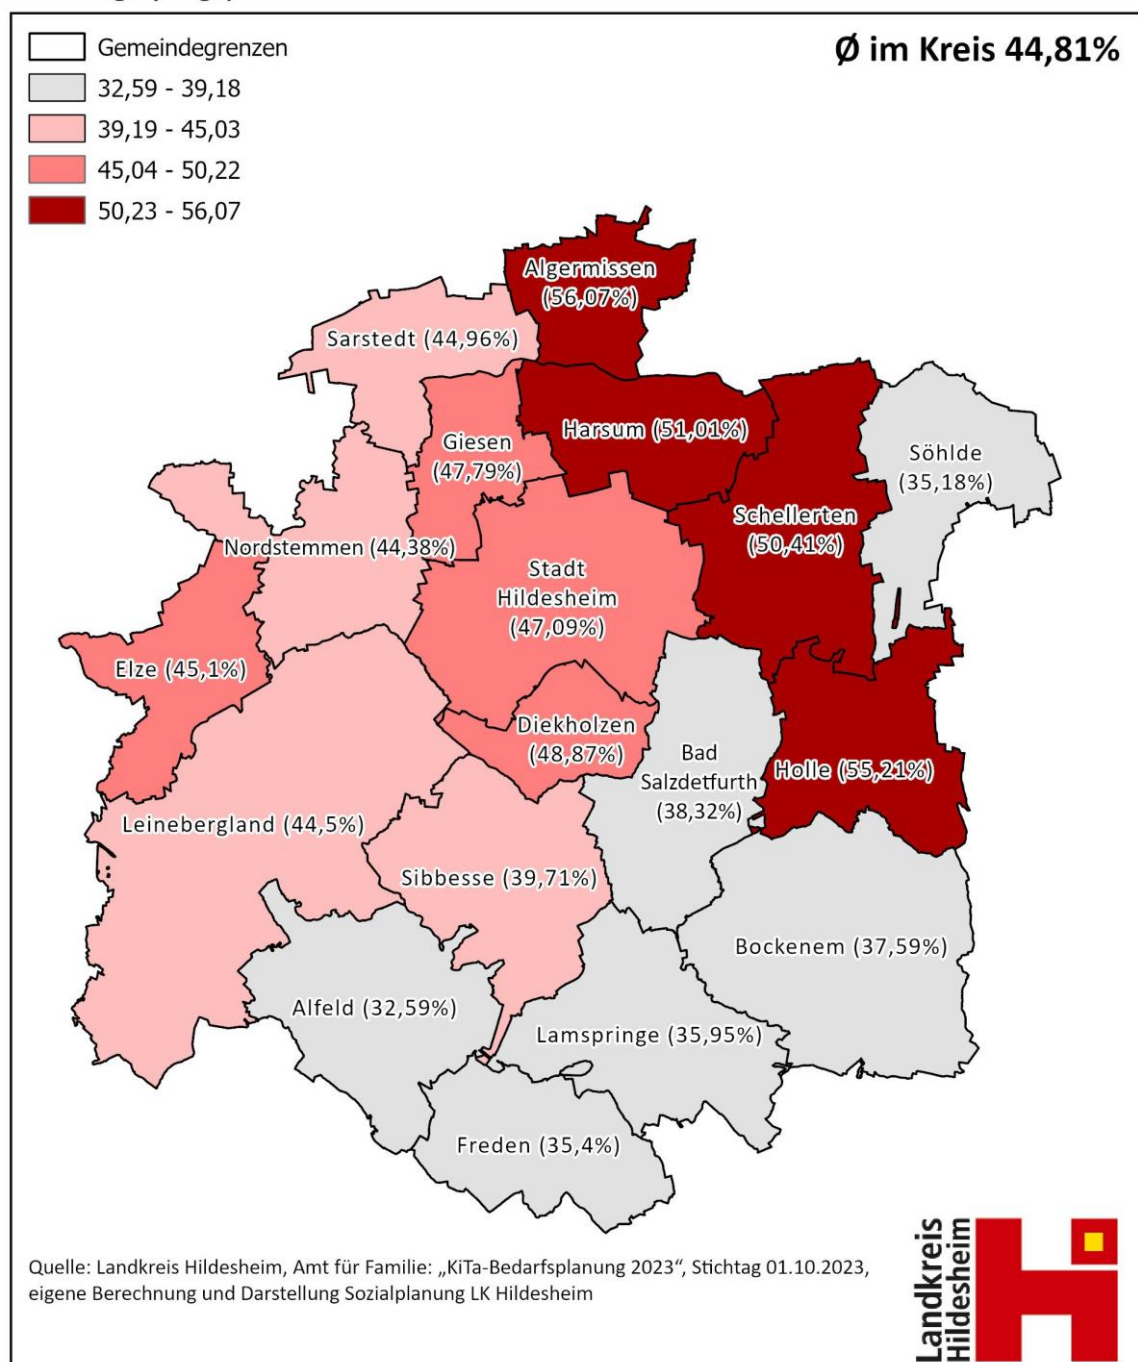 Gemeindegrenzen
Ø im Kreis 44,81%
32,59 - 39,18
39,19 - 45,03
45,04 - 50,22
50,23 - 56,07
Algermissen
(56,07%)
Sarstedt (44,96%)
Harsum (51,01%)
Giesen
(47,79%)
Söhlde
(35,18%)
Schellerten
(50,41%)
Nordstemmen (44,38%)
Stadt
Hildesheim
(47,09%)
Elze (45,1%)
Diekholzen
(48,87%)
Bad
Salzdetfurth
(38,32%)
Holle (55,21%)
Leinebergland (44,5%)
Sibbesse (39,71%)
Bockenem (37,59%)
Alfeld (32,59%)
Lamspringe (35,95%)
Freden (35,4%)
Quelle: Landkreis Hildesheim, Amt für Familie: „KiTa-Bedarfsplanung 2023“, Stichtag 01.10.2023,
eigene Berechnung und Darstellung Sozialplanung LK Hildesheim
Landkreis
Hildesheim